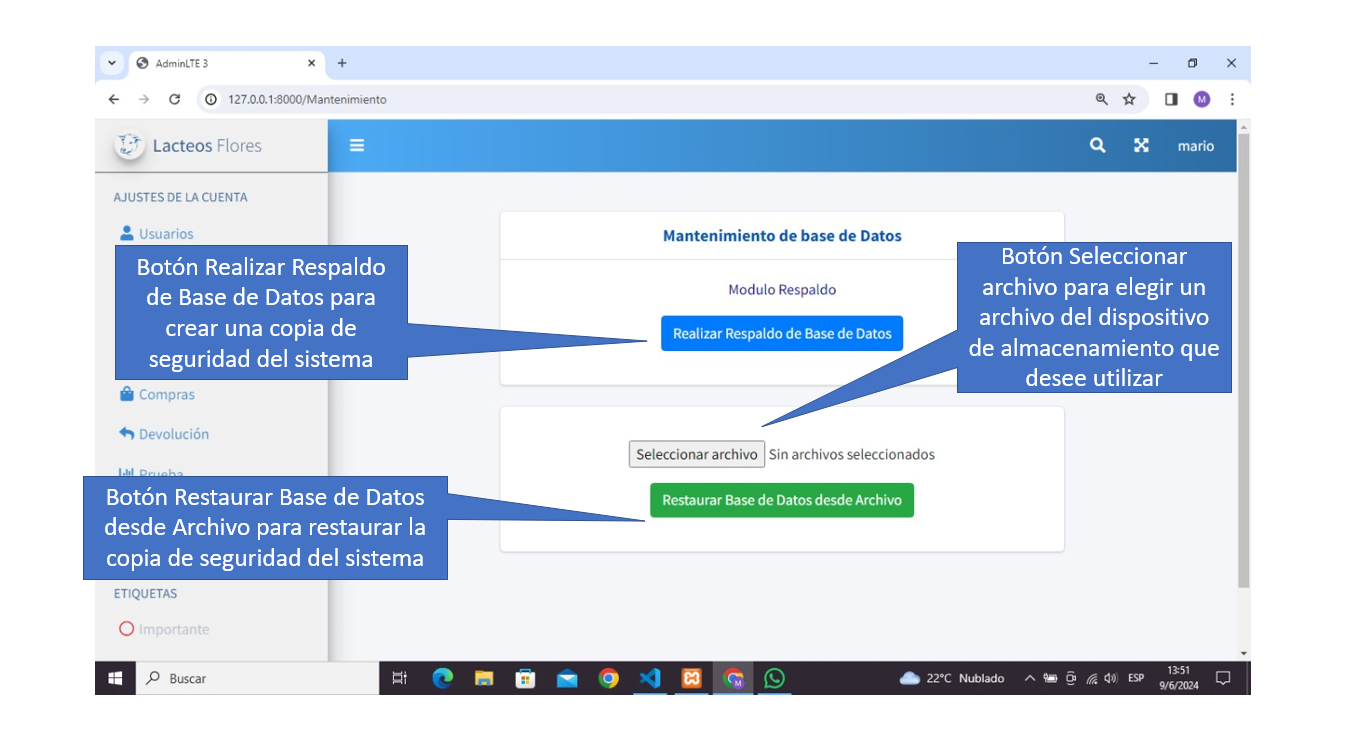 AdminLTE 3
127.0.0.1:8000/Mantenimiento
M
Lacteos Flores
mario
AJUSTES DE LA CUENTA
Usuarios
Botón Realizar Respaldo
de Base de Datos para
crear una copia de
seguridad del sistema
Compras
Devolución
Prueba
Botón Restaurar Base de Datos
desde Archivo para restaurar la
copia de seguridad del sistema
ETIQUETAS
Importante
Mantenimiento de base de Datos
Modulo Respaldo
Realizar Respaldo de Base de Datos
Botón Seleccionar
archivo para elegir un
archivo del dispositivo
de almacenamiento que
desee utilizar
Seleccionar archivo Sin archivos seleccionados
Restaurar Base de Datos desde Archivo
Buscar
22°C Nublado
ESP
13:51
9/6/2024